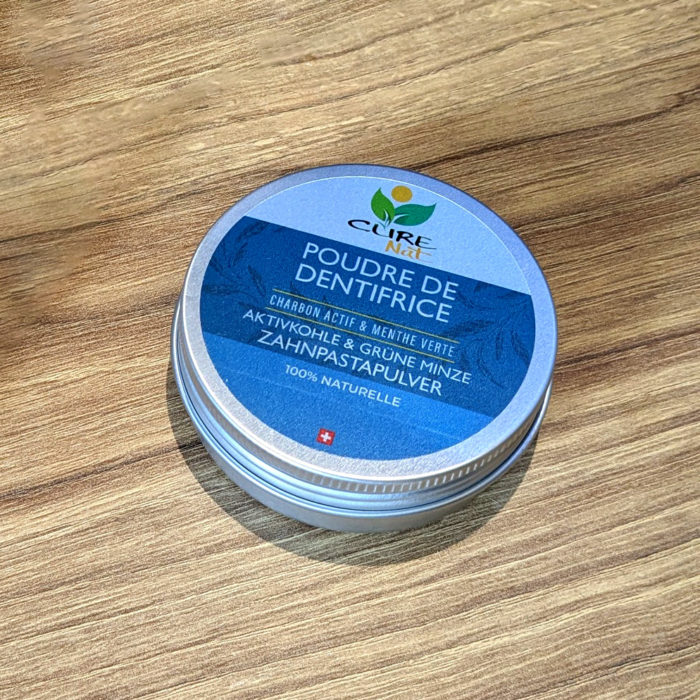 CURE
Nat
POUDRE DE
DENTIFRICE
CHARBON ACTIF & MENTHE VERTE
AKTIVKOHLE & GRÜNE MINZE
ZAHNPASTAPULVER
100% NATURELLE